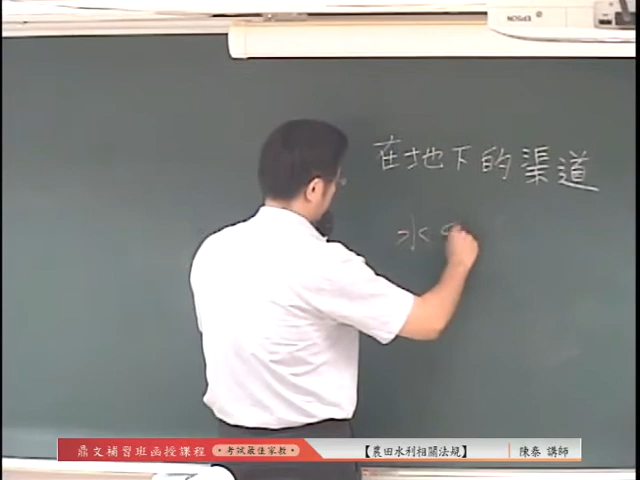 EPSON
在地下的渠道
水
鼎文補習班函授課程
•考試最佳家教•
【農田水利相關法規】
陳泰 講師